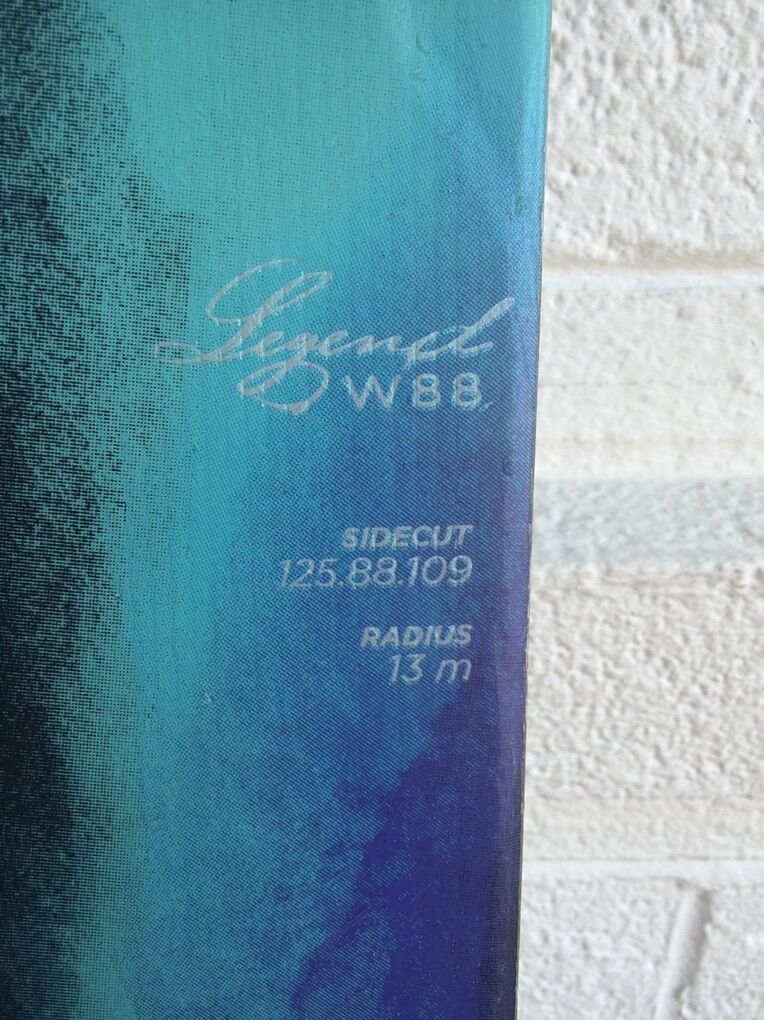 Legend
W88
SIDECUT
125.88.109
RADIUS
13 m